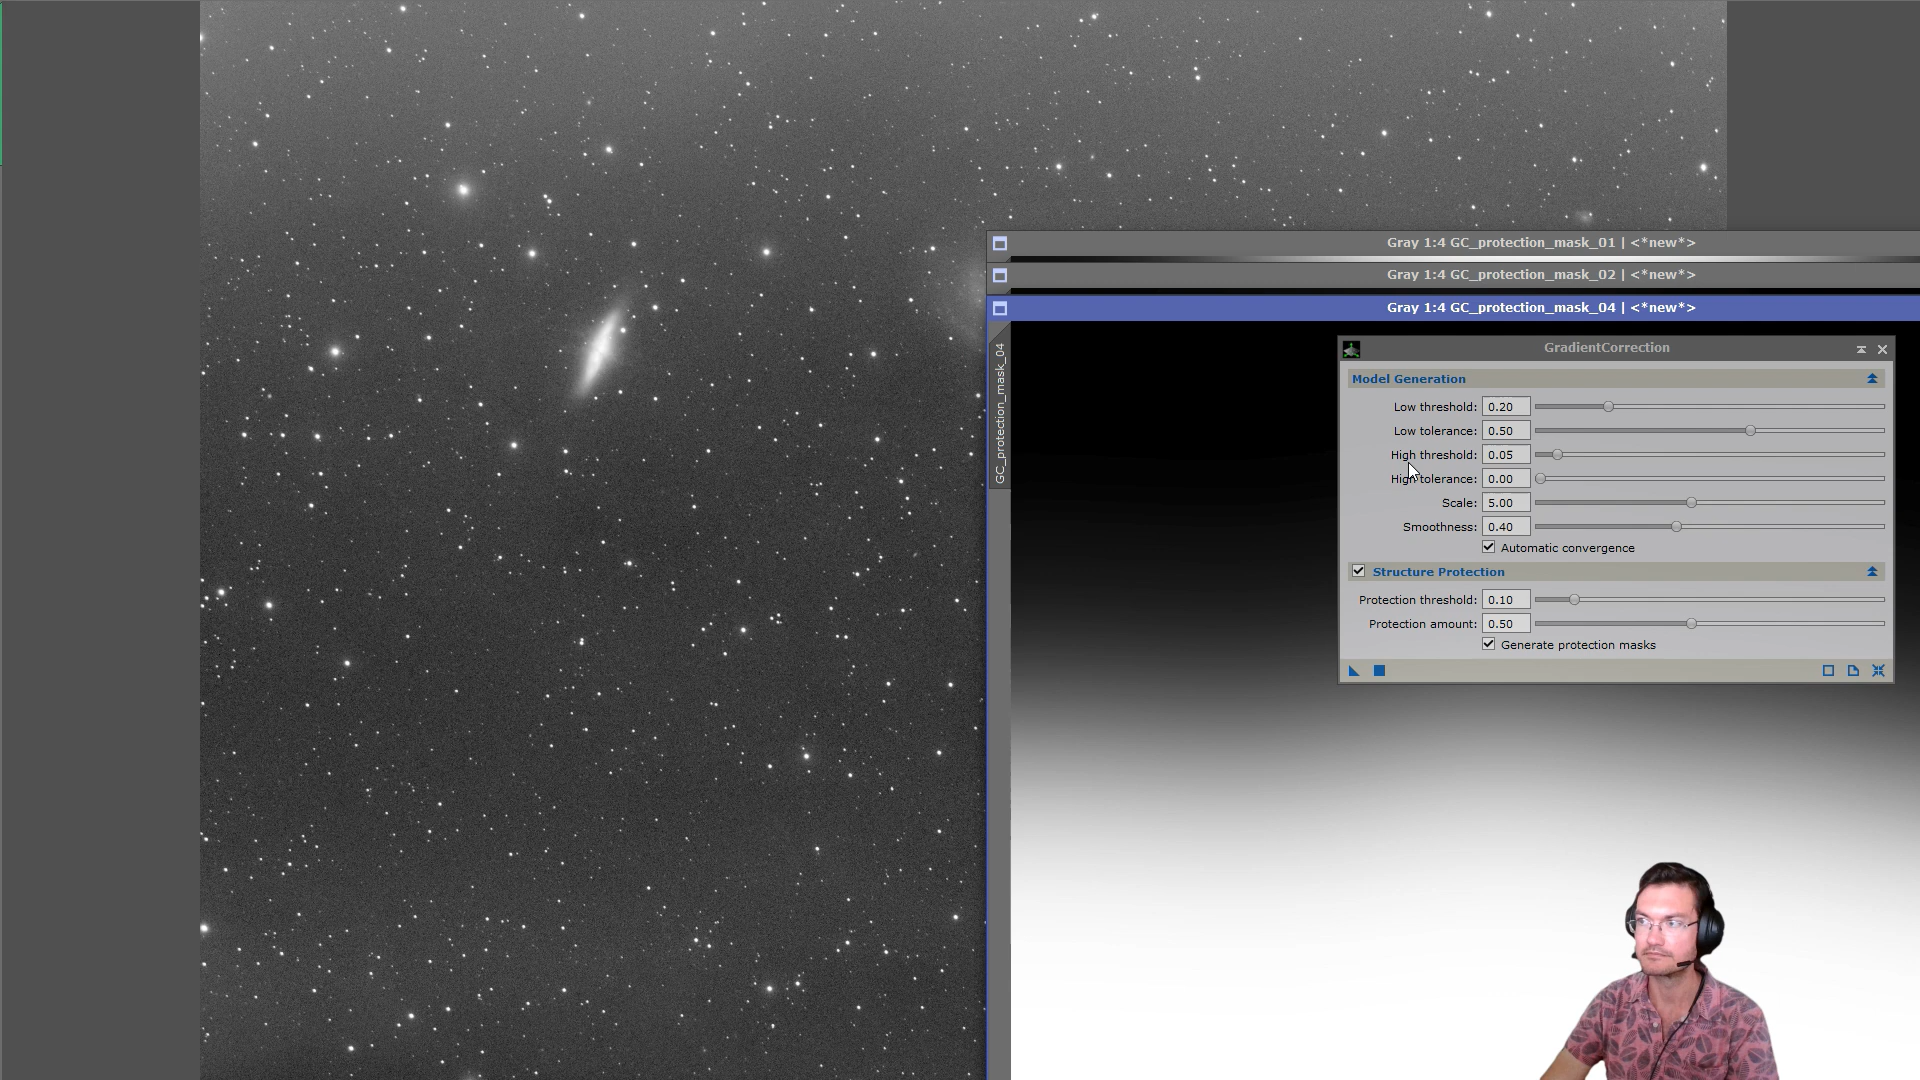 Gray 1:4 GC_protection_mask_01 | <*new*>
Gray 1:4 GC_protection_mask_02 | <*new*>
Gray 1:4 GC_protection_mask_04 | <*new*>
GC_protection_mask_04
GradientCorrection
Model Generation
Low threshold: 0.20
Low tolerance: 0.50
High threshold: 0.05
High tolerance: 0.00
Scale: 5.00
Smoothness: 0.40
Automatic convergence
Structure Protection
Protection threshold: 0.10
Protection amount: 0.50
Generate protection masks